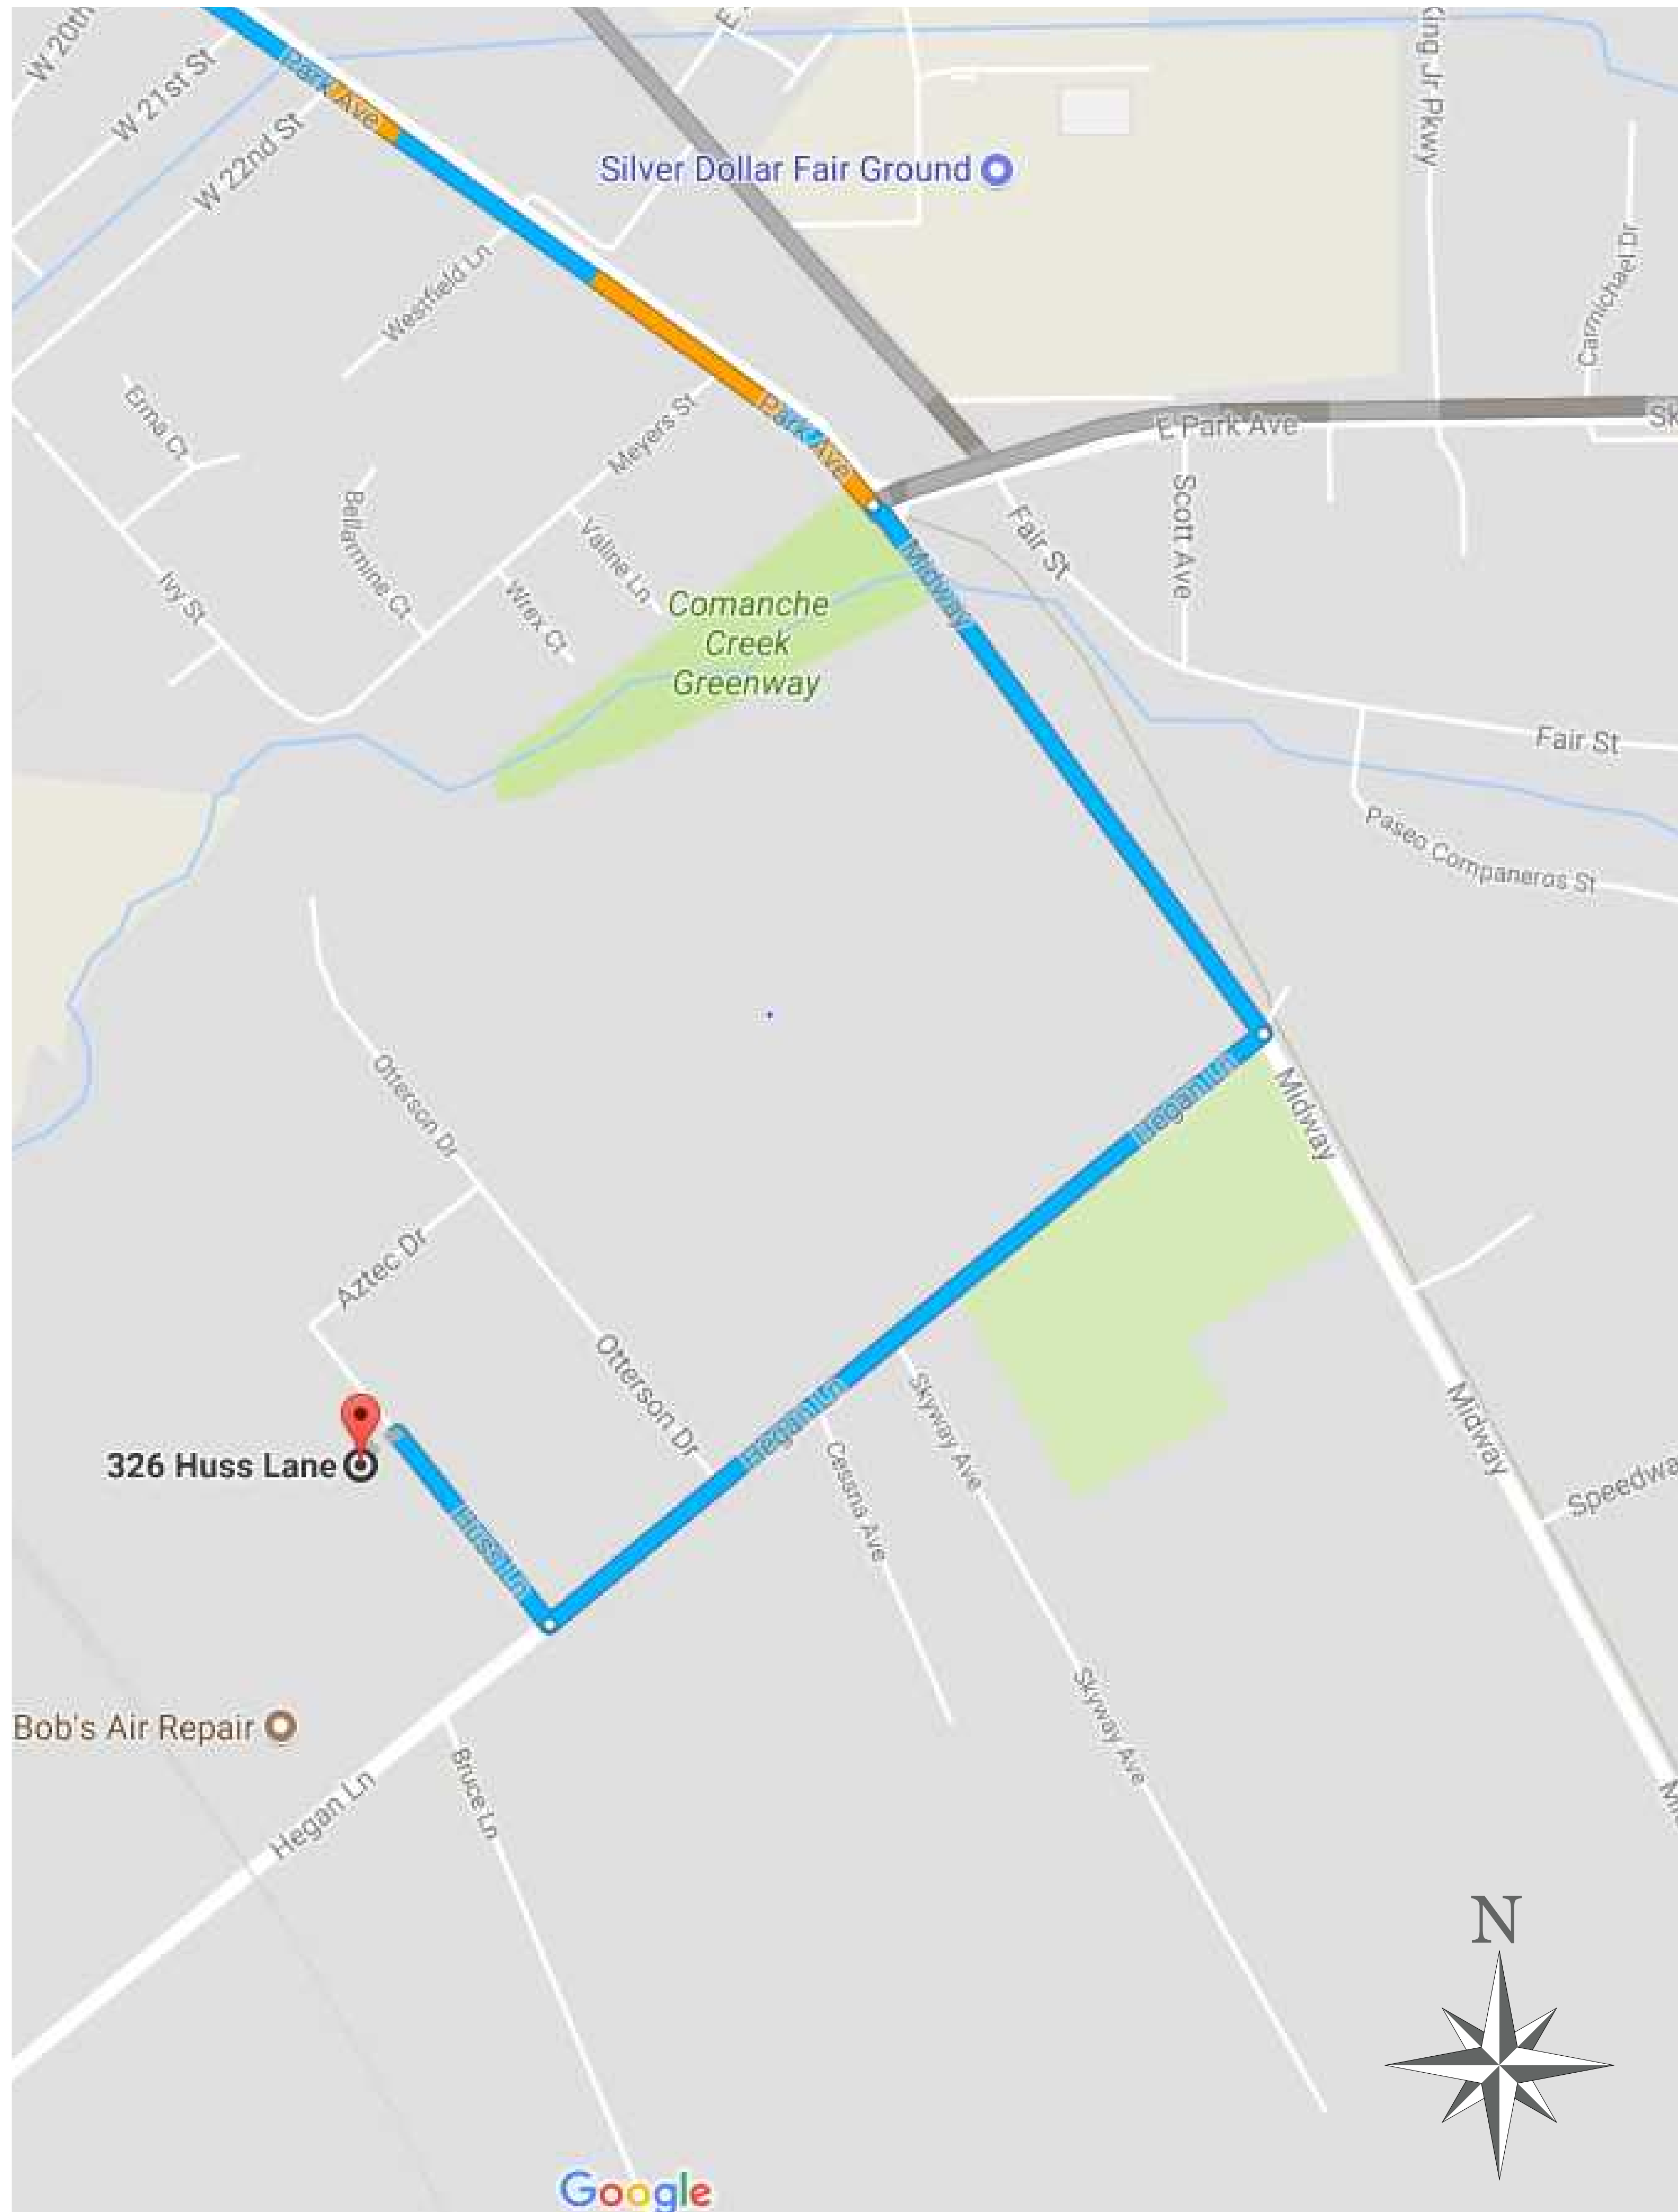 W 20th
E
King Jr Pkwy
W 21st St
Park Ave
W 22nd St
Silver Dollar Fair Ground
Westfield Ln
Carmichael Dr
Erma Ct
Meyers St
Park Ave
E Park Ave
Sk
Ballarmine Ct
Valine Ln
Ivy St
Wrex Ct
Fair St
Scott Ave
Midway
Comanche
Creek
Greenway
Fair St
Paseo Companeros St
Otterson Dr
Hegan Ln
Midway
Aztec Dr
Otterson Dr
Hegan Ln
Skyway Ave
Midway
Cessna Ave
326 Huss Lane
Speedwa
Huss Ln
Skyway Ave
Bob's Air Repair
Bruce Ln
Hegan Ln
N
Google